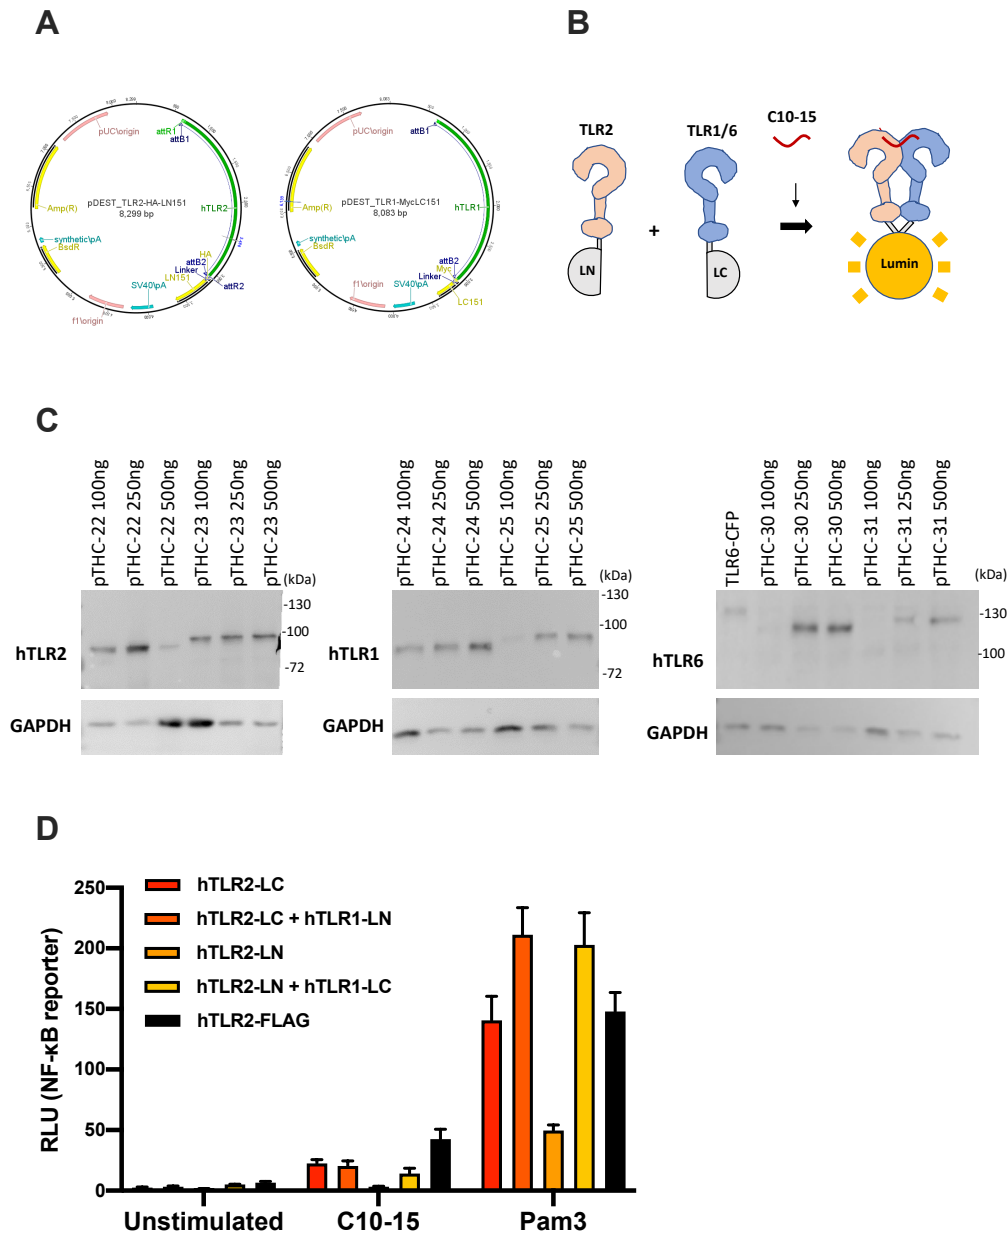 A
B
pUC\origin
attR1
attB1
Amp(R)
pDEST_TLR2-HA-LN151
8,299 bp
hTLR2
synthetic\pA
BsdR
HA
attB2
Linker
LN151
attR2
SV40\pA
f1\origin
pUC\origin
attB1
Amp(R)
pDEST_TLR1-MycLC151
8,083 bp
hTLR1
synthetic\pA
BsdR
attB2
Myc
Linker
LC151
f1\origin
SV40\pA
TLR2
TLR1/6
C10-15
+
LN
LC
Lumin
C
pTHC-22 100ng
pTHC-22 250ng
pTHC-22 500ng
pTHC-23 100ng
pTHC-23 250ng
pTHC-23 500ng
(kDa)
-130
-100
-72
hTLR2
GAPDH
pTHC-24 100ng
pTHC-24 250ng
pTHC-24 500ng
pTHC-25 100ng
pTHC-25 250ng
pTHC-25 500ng
(kDa)
-130
-100
-72
hTLR1
GAPDH
TLR6-CFP
pTHC-30 100ng
pTHC-30 250ng
pTHC-30 500ng
pTHC-31 100ng
pTHC-31 250ng
pTHC-31 500ng
(kDa)
-130
-100
hTLR6
GAPDH
D
RLU (NF-κB reporter)
250
200
150
100
50
0
hTLR2-LC
hTLR2-LC + hTLR1-LN
hTLR2-LN
hTLR2-LN + hTLR1-LC
hTLR2-FLAG
Unstimulated
C10-15
Pam3